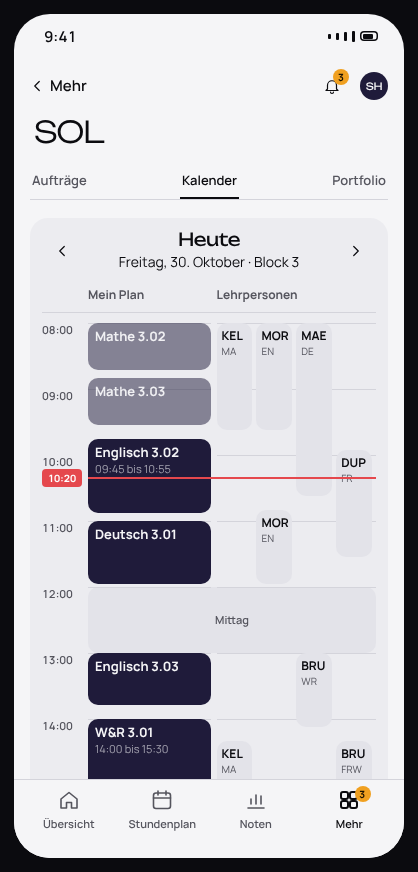 9:41
Mehr
3
SH
SOL
Aufträge
Kalender
Portfolio
Heute
Freitag, 30. Oktober · Block 3
Mein Plan
Lehrpersonen
08:00
Mathe 3.02
KEL
MA
MOR
EN
MAE
DE
09:00
Mathe 3.03
10:00
Englisch 3.02
09:45 bis 10:55
DUP
FR
10:20
11:00
Deutsch 3.01
MOR
EN
12:00
Mittag
13:00
Englisch 3.03
BRU
WR
14:00
W&R 3.01
14:00 bis 15:30
KEL
MA
BRU
FRW
Übersicht
Stundenplan
Noten
3
Mehr